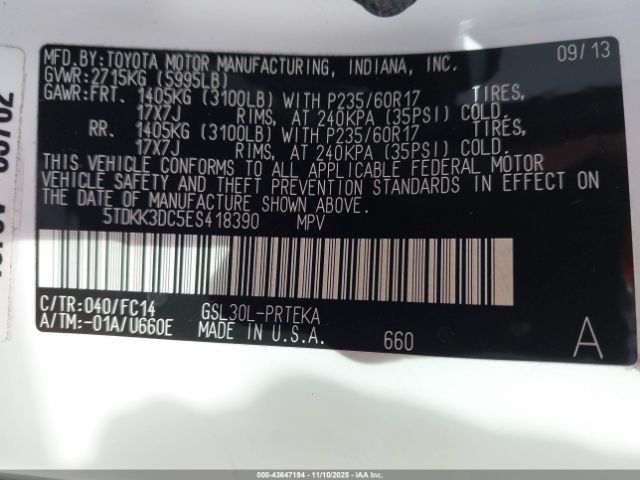 MFD.BY: TOYOTA MOTOR MANUFACTURING, INDIANA, INC. 09/13
GVWR: 2715KG (5995LB)
GAWR: FRT. 1405KG (3100LB) WITH P235/60R17 TIRES,
17X7J RIMS, AT 240KPA (35PSI) COLD.
RR. 1405KG (3100LB) WITH P235/60R17 TIRES,
17X7J RIMS, AT 240KPA (35PSI) COLD.
THIS VEHICLE CONFORMS TO ALL APPLICABLE FEDERAL MOTOR
VEHICLE SAFETY AND THEFT PREVENTION STANDARDS IN EFFECT ON
THE DATE OF MANUFACTURE SHOWN ABOVE.
5TDKK3DC5ES418390 MPV
C/TR: 040/FC14 GSL30L-PRTEKA
A/TM:-01A/U660E MADE IN U.S.A. 660 A
000-43647194 - 11/10/2025 - IAA Inc.